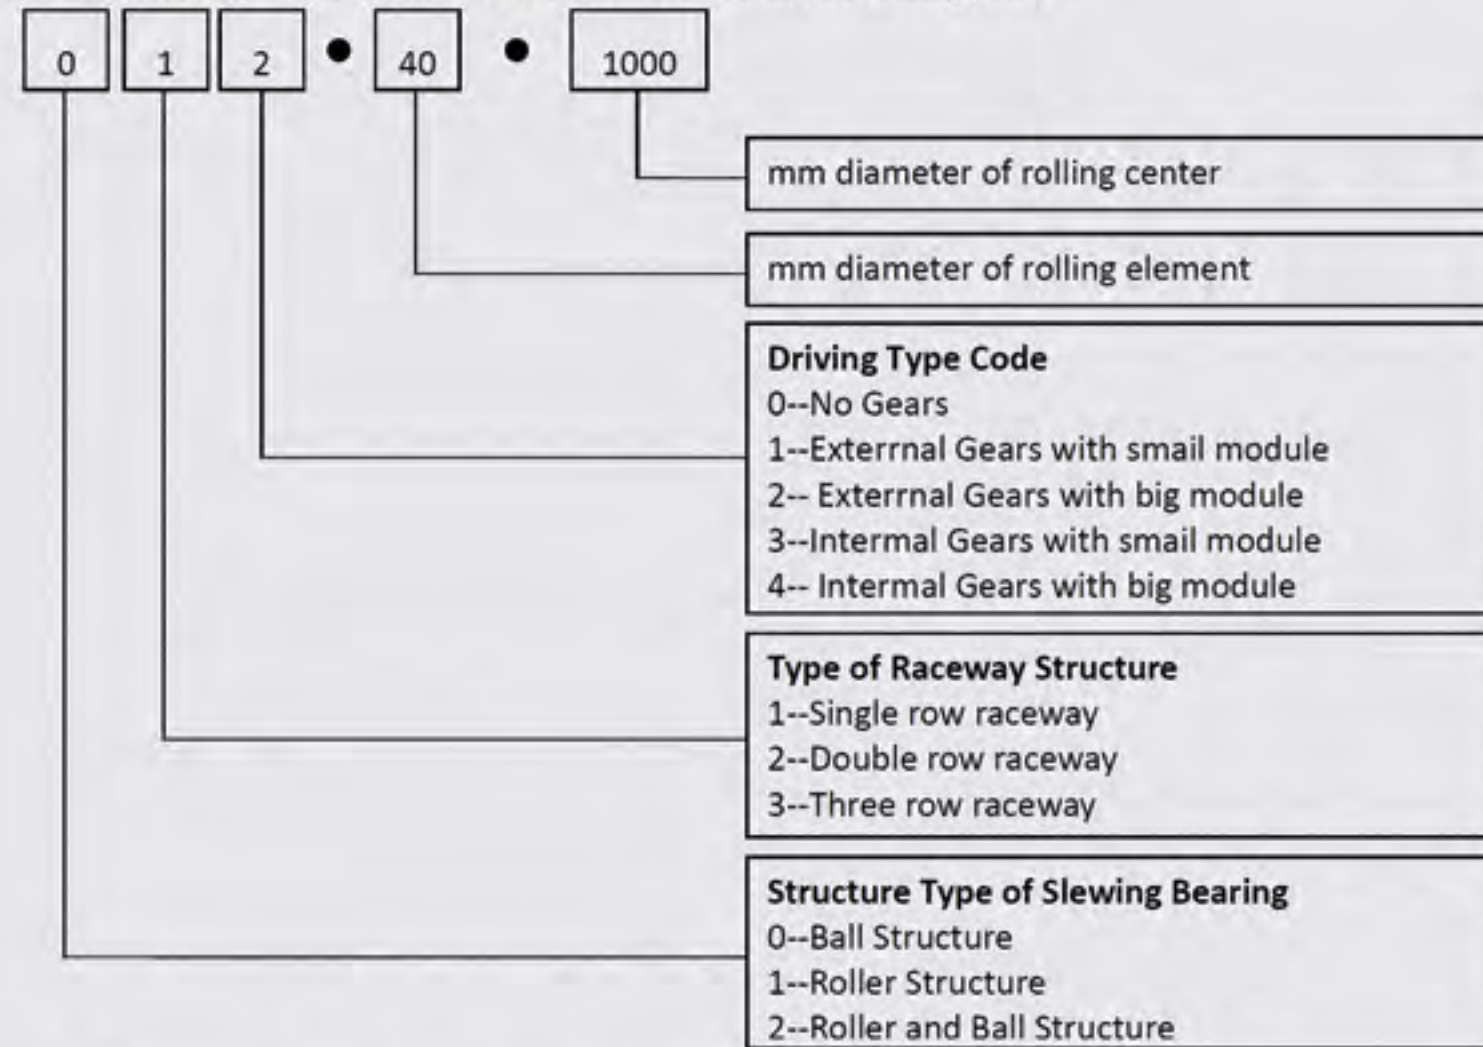 0 1 2 • 40 • 1000
mm diameter of rolling center
mm diameter of rolling element
Driving Type Code
0--No Gears
1--Exterrnal Gears with smail module
2-- Exterrnal Gears with big module
3--Intermal Gears with smail module
4-- Intermal Gears with big module
Type of Raceway Structure
1--Single row raceway
2--Double row raceway
3--Three row raceway
Structure Type of Slewing Bearing
0--Ball Structure
1--Roller Structure
2--Roller and Ball Structure